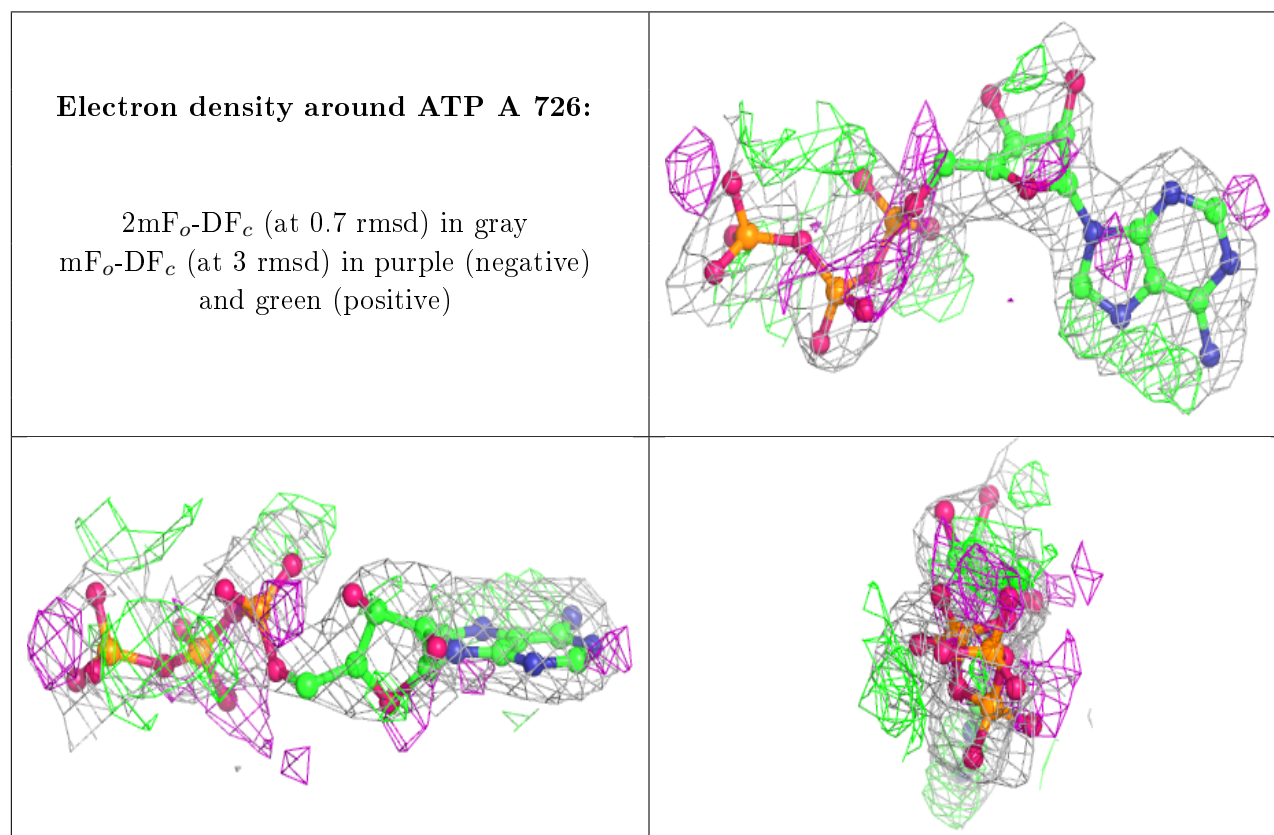 Electron density around ATP A 726:
2mFo-DFc (at 0.7 rmsd) in gray
mFo-DFc (at 3 rmsd) in purple (negative)
and green (positive)